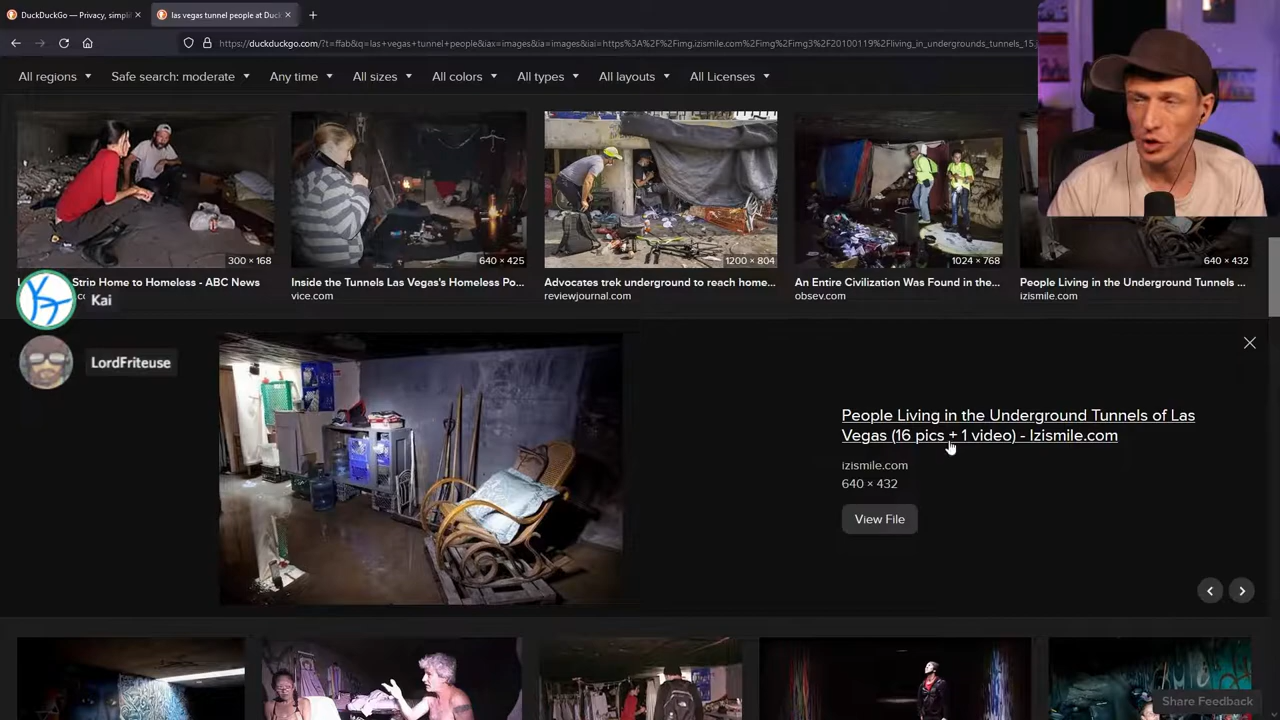 DuckDuckGo — Privacy, simplifi
las vegas tunnel people at Duc
https://duckduckgo.com/?t=ffab&q=las+vegas+tunnel+people&iax=images&ia=images&iai=https%3A%2F%2Fimg.izismile.com%2Fimg%2Fimg3%2F20100119%2Fliving_in_undergrounds_tunnels_15.j
All regions
Safe search: moderate
Any time
All sizes
All colors
All types
All layouts
All Licenses
300 × 168
640 × 425
1200 × 804
1024 × 768
640 × 432
Strip Home to Homeless - ABC News
Inside the Tunnels Las Vegas's Homeless Po...
vice.com
Advocates trek underground to reach home...
reviewjournal.com
An Entire Civilization Was Found in the...
obsev.com
People Living in the Underground Tunnels ...
izismile.com
Kai
LordFriteuse
People Living in the Underground Tunnels of Las
Vegas (16 pics + 1 video) - Izismile.com
izismile.com
640 × 432
View File
Share Feedback